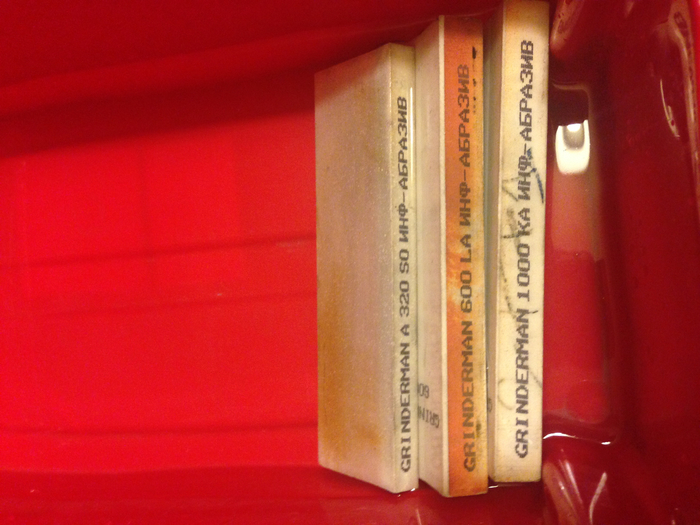 GRINDERMAN A 320 SO ИНФ-АБРАЗИВ
GRINDERMAN 600 LA ИНФ-АБРАЗИВ
GRINDERMAN 1000 KA ИНФ-АБРАЗИВ